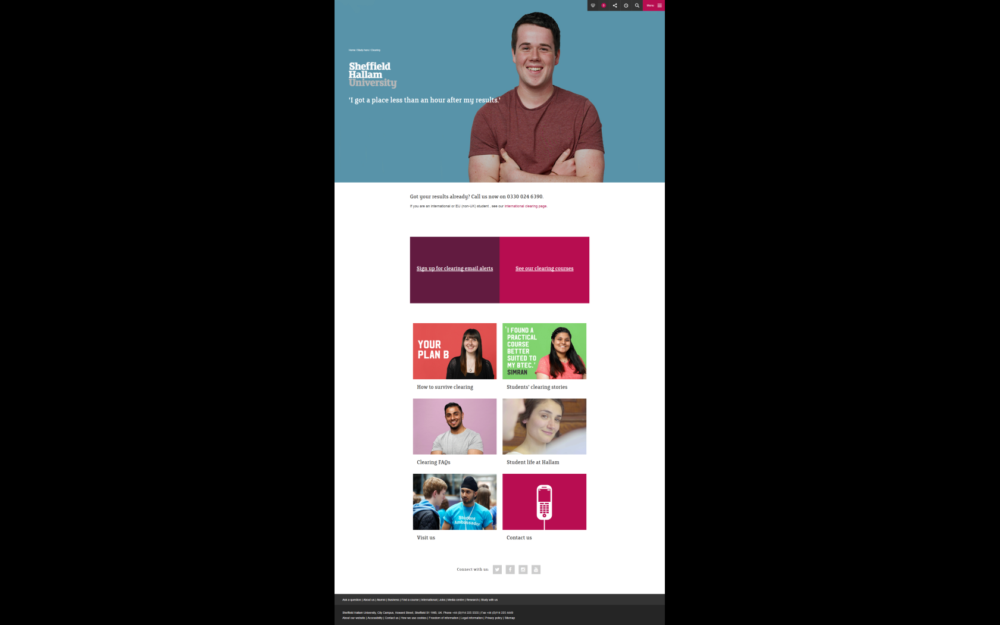 0
Menu
Home / Study here / Clearing
Sheffield
Hallam
University
'I got a place less than an hour after my results.'
Got your results already? Call us now on 0330 024 6390.
If you are an international or EU (non-UK) student , see our international clearing page.
Sign up for clearing email alerts
See our clearing courses
YOUR
PLAN B
'I FOUND A
PRACTICAL
COURSE
BETTER
SUITED TO
MY BTEC.'
SIMRAN
How to survive clearing
Students' clearing stories
Clearing FAQs
Student life at Hallam
Student
Ambassador
Visit us
Contact us
Connect with us:
Ask a question | About us | Alumni | Business | Find a course | International | Jobs | Media centre | Research | Study with us
Sheffield Hallam University, City Campus, Howard Street, Sheffield S1 1WB, UK. Phone +44 (0)114 225 5555 | Fax +44 (0)114 225 4449
About our website | Accessibility | Contact us | How we use cookies | Freedom of information | Legal information | Privacy policy | Sitemap